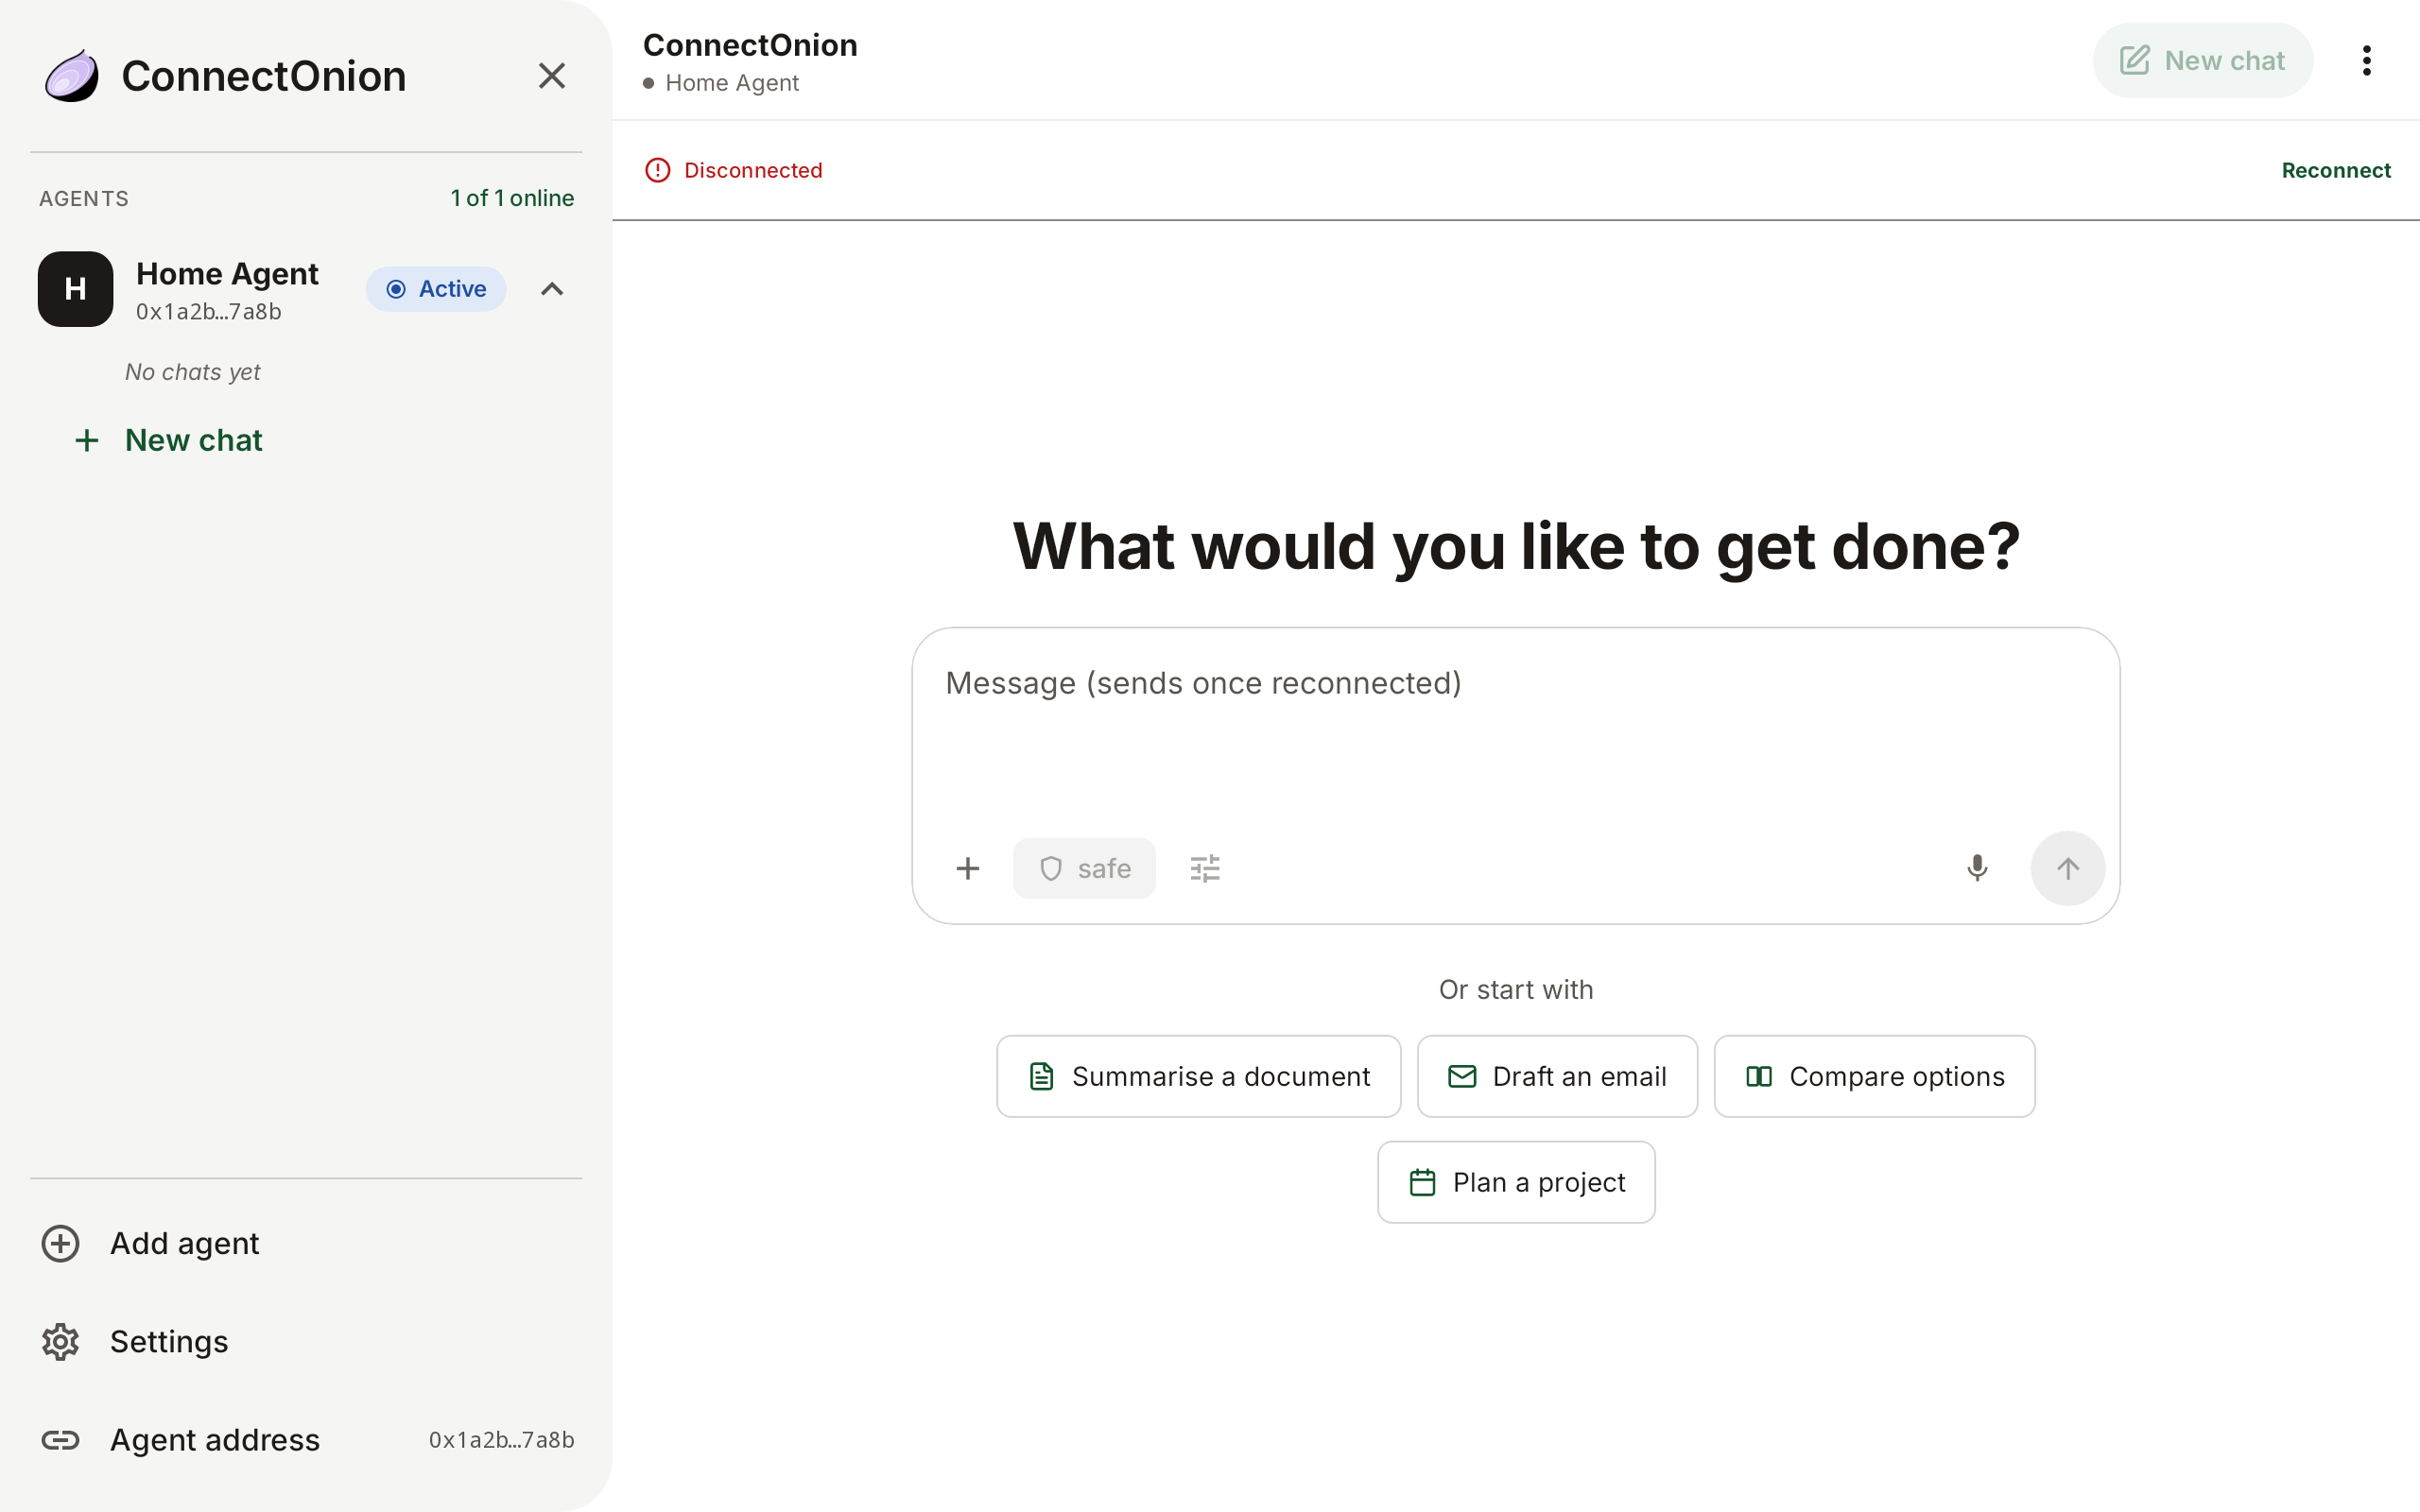 ConnectOnion
AGENTS
1 of 1 online
H
Home Agent
0x1a2b…7a8b
Active
No chats yet
New chat
Add agent
Settings
Agent address
0x1a2b…7a8b
ConnectOnion
Home Agent
New chat
Disconnected
Reconnect
What would you like to get done?
Message (sends once reconnected)
safe
Or start with
Summarise a document
Draft an email
Compare options
Plan a project